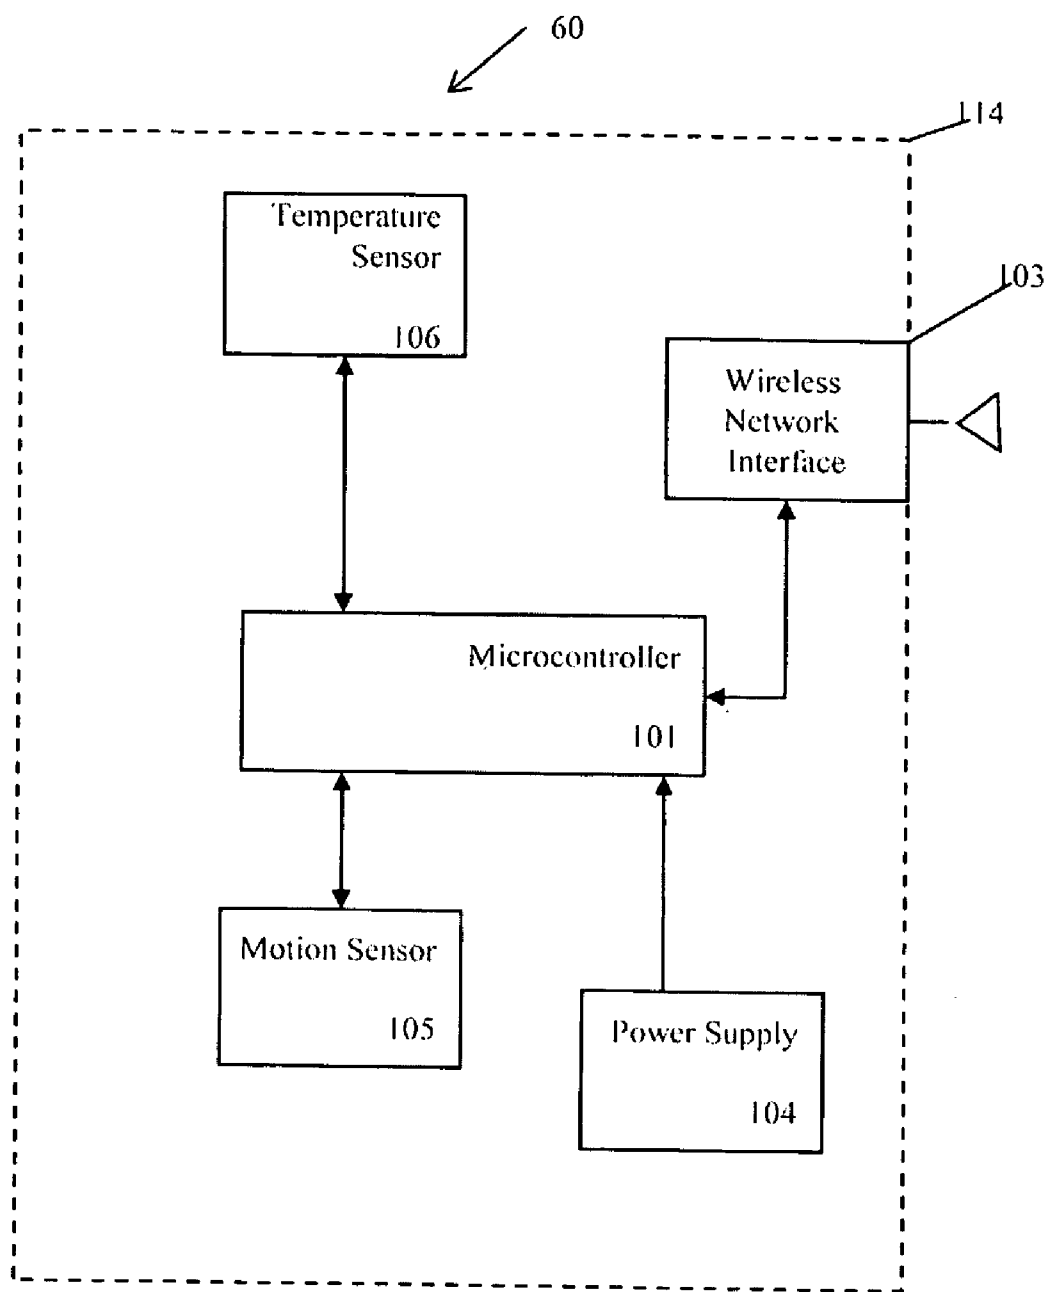 60
114
Temperature
Sensor
106
103
Wireless
Network
Interface
Microcontroller
101
Motion Sensor
105
Power Supply
104